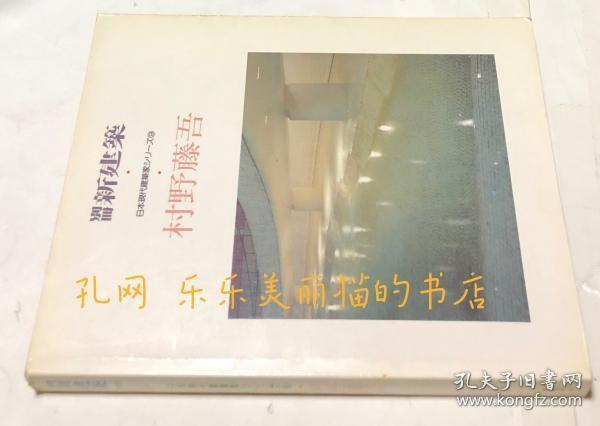 別冊新建築
日本現代建築家シリーズ⑨
村野藤吾
孔网 乐乐美丽猫的书店
孔夫子旧书网
www.kongfz.com